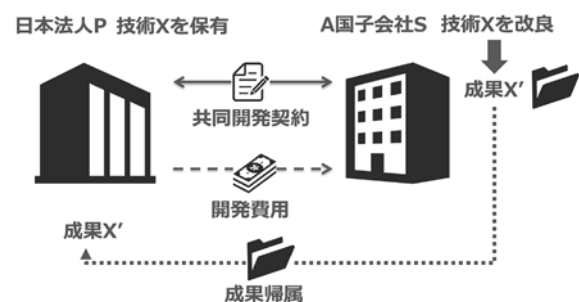 日本法人P 技術Xを保有
A国子会社S 技術Xを改良
成果X’
共同開発契約
開発費用
成果X’
成果帰属